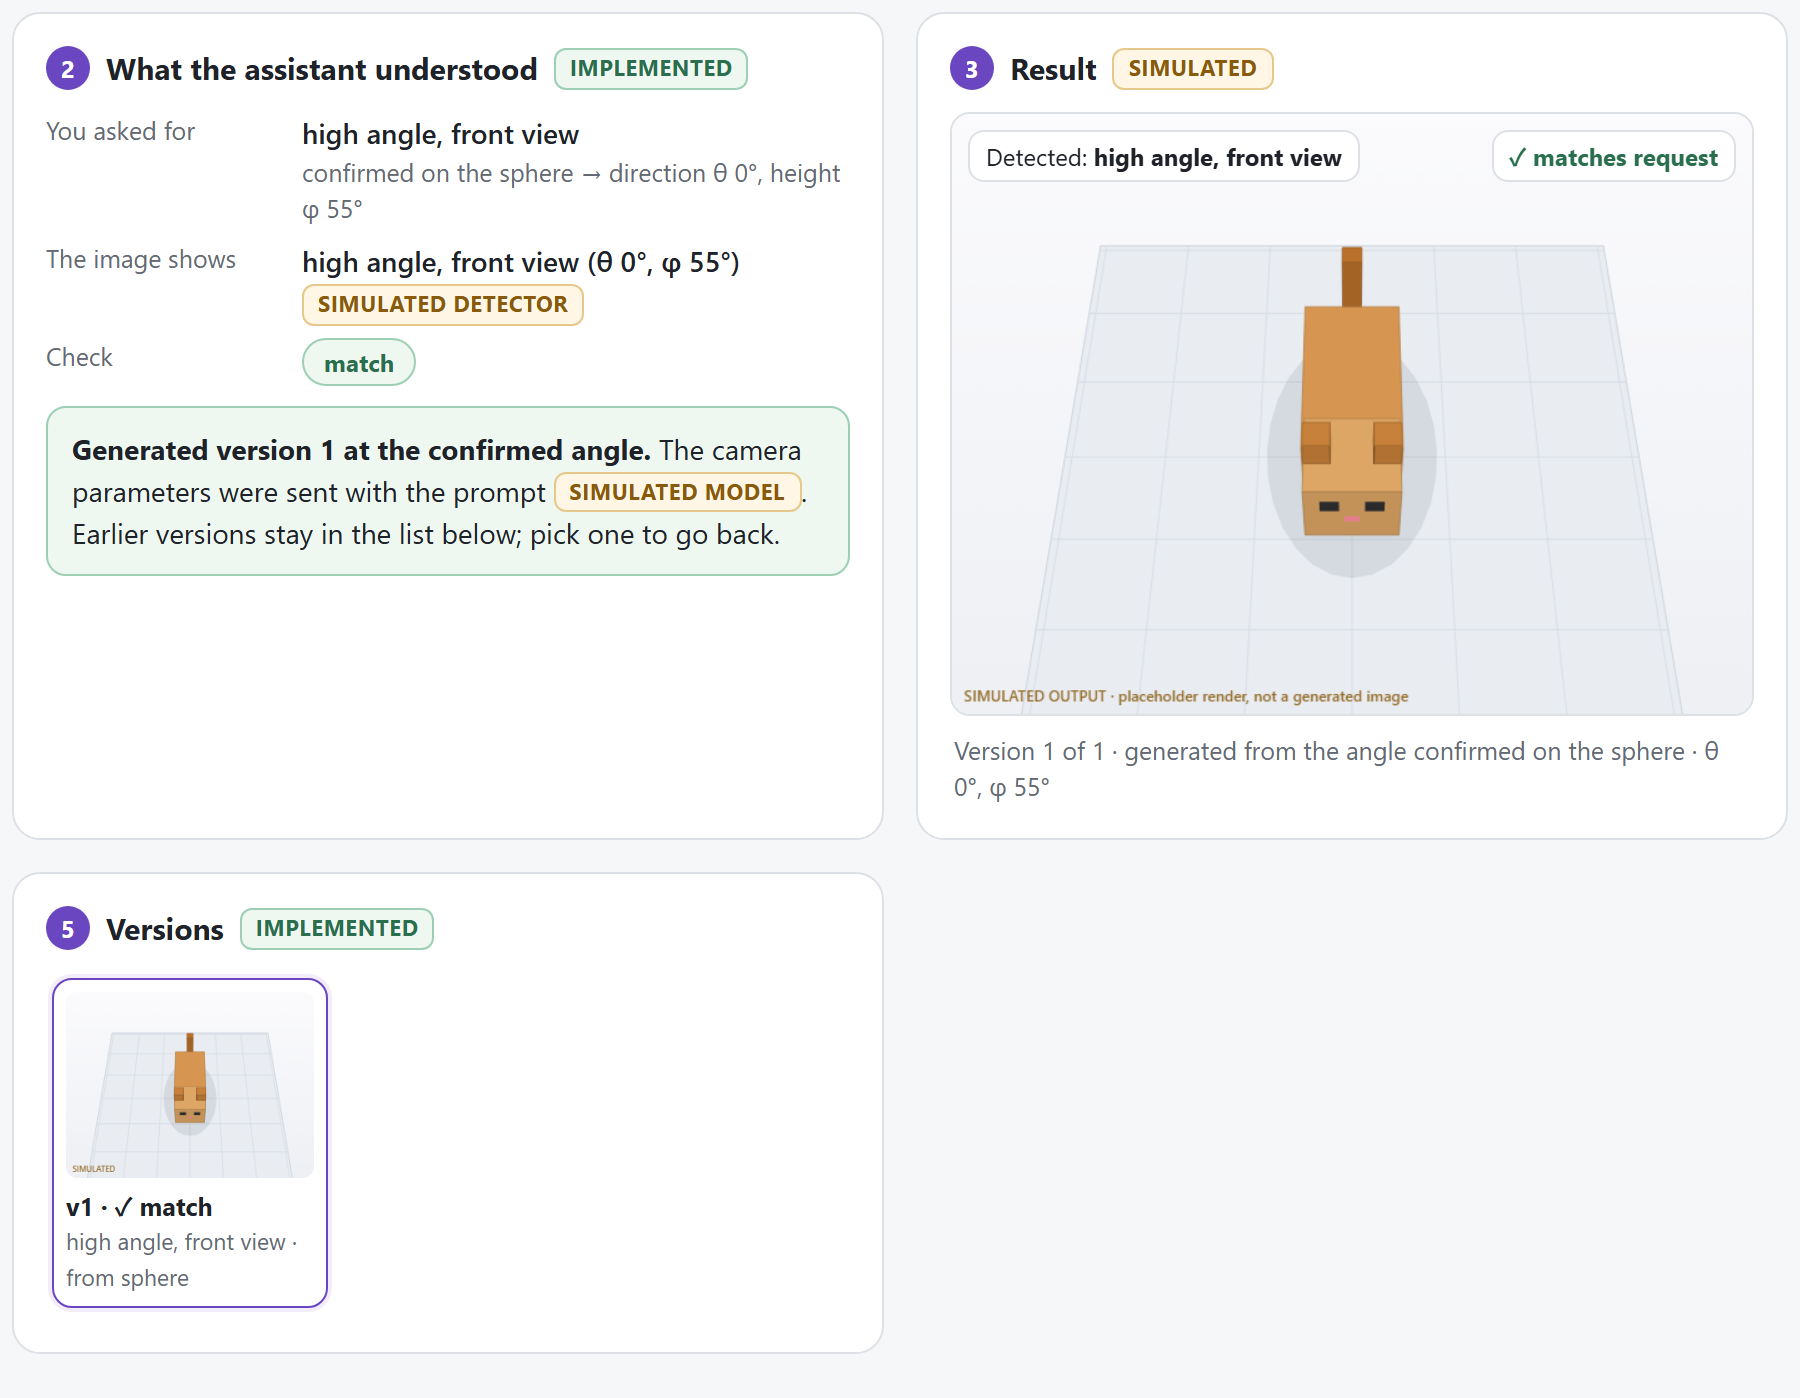 2 What the assistant understood IMPLEMENTED
You asked for
high angle, front view
confirmed on the sphere → direction θ 0°, height
φ 55°
The image shows
high angle, front view (θ 0°, φ 55°)
SIMULATED DETECTOR
Check
match
Generated version 1 at the confirmed angle. The camera
parameters were sent with the prompt SIMULATED MODEL.
Earlier versions stay in the list below; pick one to go back.
3 Result SIMULATED
Detected: high angle, front view
✓ matches request
SIMULATED OUTPUT · placeholder render, not a generated image
Version 1 of 1 · generated from the angle confirmed on the sphere · θ
0°, φ 55°
5 Versions IMPLEMENTED
SIMULATED
v1 · ✓ match
high angle, front view ·
from sphere